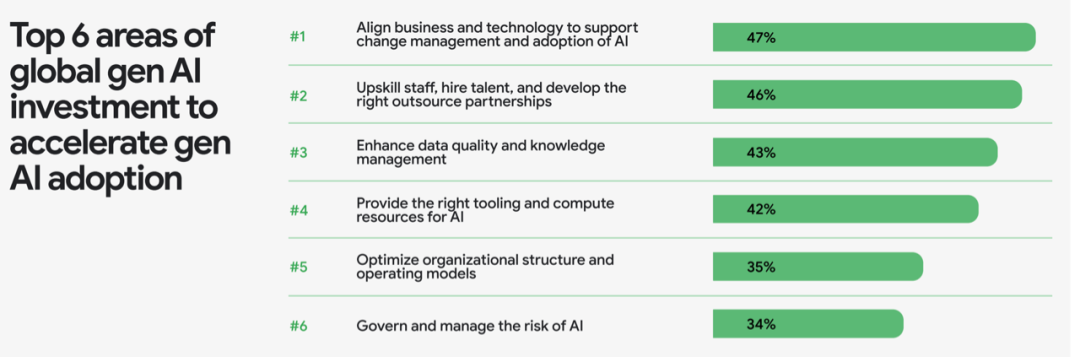 Top 6 areas of
global gen AI
investment to
accelerate gen
AI adoption
#1
Align business and technology to support
change management and adoption of AI
47%
#2
Upskill staff, hire talent, and develop the
right outsource partnerships
46%
#3
Enhance data quality and knowledge
management
43%
#4
Provide the right tooling and compute
resources for AI
42%
#5
Optimize organizational structure and
operating models
35%
#6
Govern and manage the risk of AI
34%